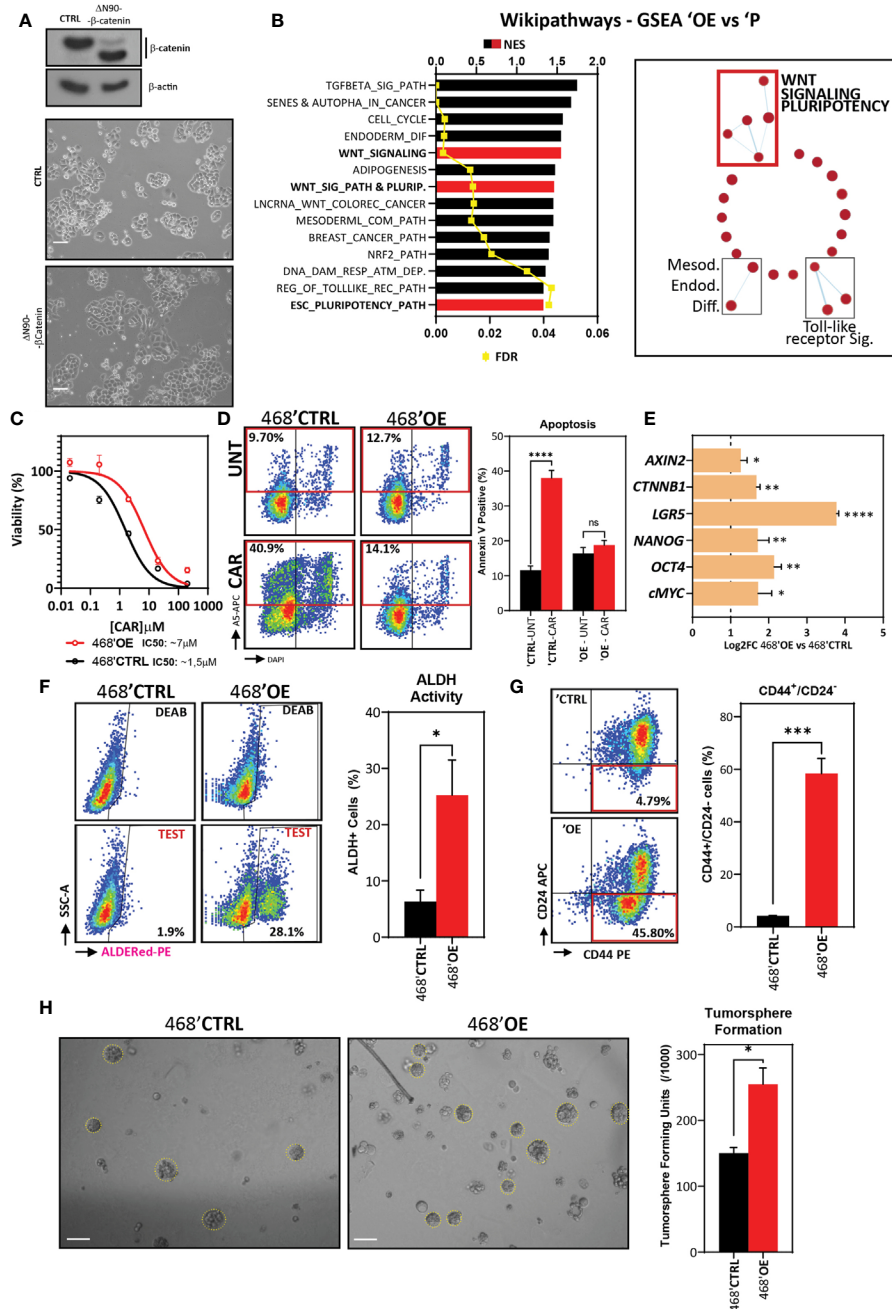 A
CTRL
ΔN90-
-β-catenin
β-catenin
β-actin
CTRL
ΔN90-
-βCatenin
B
Wikipathways - GSEA 'OE vs 'P
NES
0.0 0.5 1.0 1.5 2.0
TGFBETA_SIG_PATH
SENES & AUTOPHA_IN_CANCER
CELL_CYCLE
ENDODERM_DIF
WNT_SIGNALING
ADIPOGENESIS
WNT_SIG_PATH & PLURIP.
LNCRNA_WNT_COLOREC_CANCER
MESODERML_COM_PATH
BREAST_CANCER_PATH
NRF2_PATH
DNA_DAM_RESP_ATM_DEP.
REG_OF_TOLLLIKE_REC_PATH
ESC_PLURIPOTENCY_PATH
0.00 0.02 0.04 0.06
FDR
WNT
SIGNALING
PLURIPOTENCY
Mesod.
Endod.
Diff.
Toll-like
receptor Sig.
C
Viability (%)
100
50
0
0.01 0.1 1 10 100 1000
[CAR]μM
468'OE IC50: ~7μM
468'CTRL IC50: ~1,5μM
D
468'CTRL 468'OE
UNT
9.70% 12.7%
CAR
40.9% 14.1%
A5-APC
DAPI
Apoptosis
Annexin V Positive (%)
50
40
30
20
10
0
**** ns
'CTRL-UNT
'CTRL-CAR
'OE - UNT
'OE - CAR
E
AXIN2 *
CTNNB1 **
LGR5 ****
NANOG **
OCT4 **
cMYC *
0 1 2 3 4 5
Log2FC 468'OE vs 468'CTRL
F
468'CTRL 468'OE
DEAB DEAB
TEST TEST
1.9% 28.1%
SSC-A
ALDERed-PE
ALDH
Activity
ALDH+ Cells (%)
40
30
20
10
0
*
468'CTRL
468'OE
G
'CTRL
4.79%
'OE
45.80%
CD24 APC
CD44 PE
CD44+/CD24-
CD44+/CD24- cells (%)
80
60
40
20
0
***
468'CTRL
468'OE
H
468'CTRL 468'OE
Tumorsphere
Formation
Tumorsphere Forming Units (/1000)
300
200
100
0
*
468'CTRL
468'OE